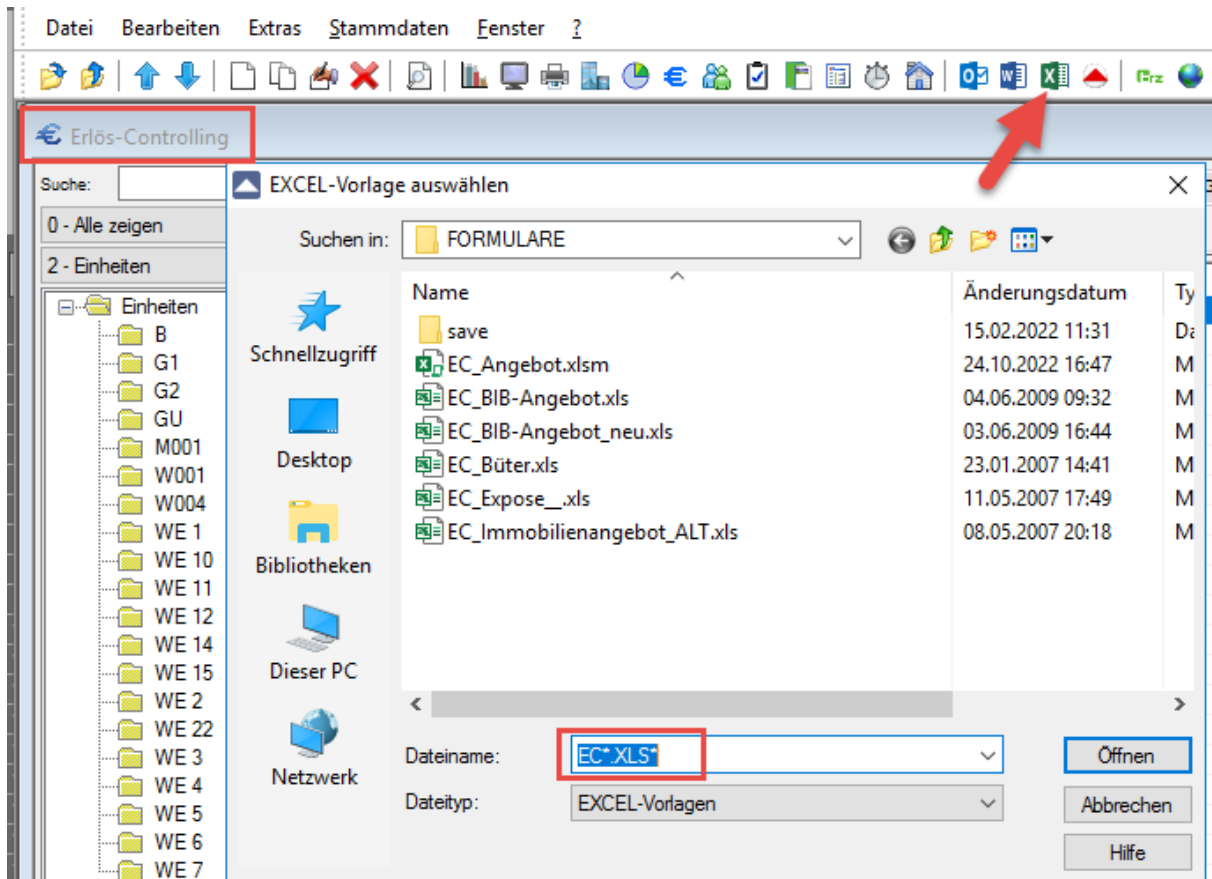 Datei Bearbeiten Extras Stammdaten Fenster ?
Erlös-Controlling
Suche:
0 - Alle zeigen
2 - Einheiten
Einheiten
B
G1
G2
GU
M001
W001
W004
WE 1
WE 10
WE 11
WE 12
WE 14
WE 15
WE 2
WE 22
WE 3
WE 4
WE 5
WE 6
WE 7
EXCEL-Vorlage auswählen
Suchen in: FORMULARE
Schnellzugriff
Desktop
Bibliotheken
Dieser PC
Netzwerk
Name Änderungsdatum Ty
save 15.02.2022 11:31 Da
EC_Angebot.xlsm 24.10.2022 16:47 M
EC_BIB-Angebot.xls 04.06.2009 09:32 M
EC_BIB-Angebot_neu.xls 03.06.2009 16:44 M
EC_Büter.xls 23.01.2007 14:41 M
EC_Expose__.xls 11.05.2007 17:49 M
EC_Immobilienangebot_ALT.xls 08.05.2007 20:18 M
Dateiname: EC*.XLS* Öffnen
Dateityp: EXCEL-Vorlagen Abbrechen
Hilfe